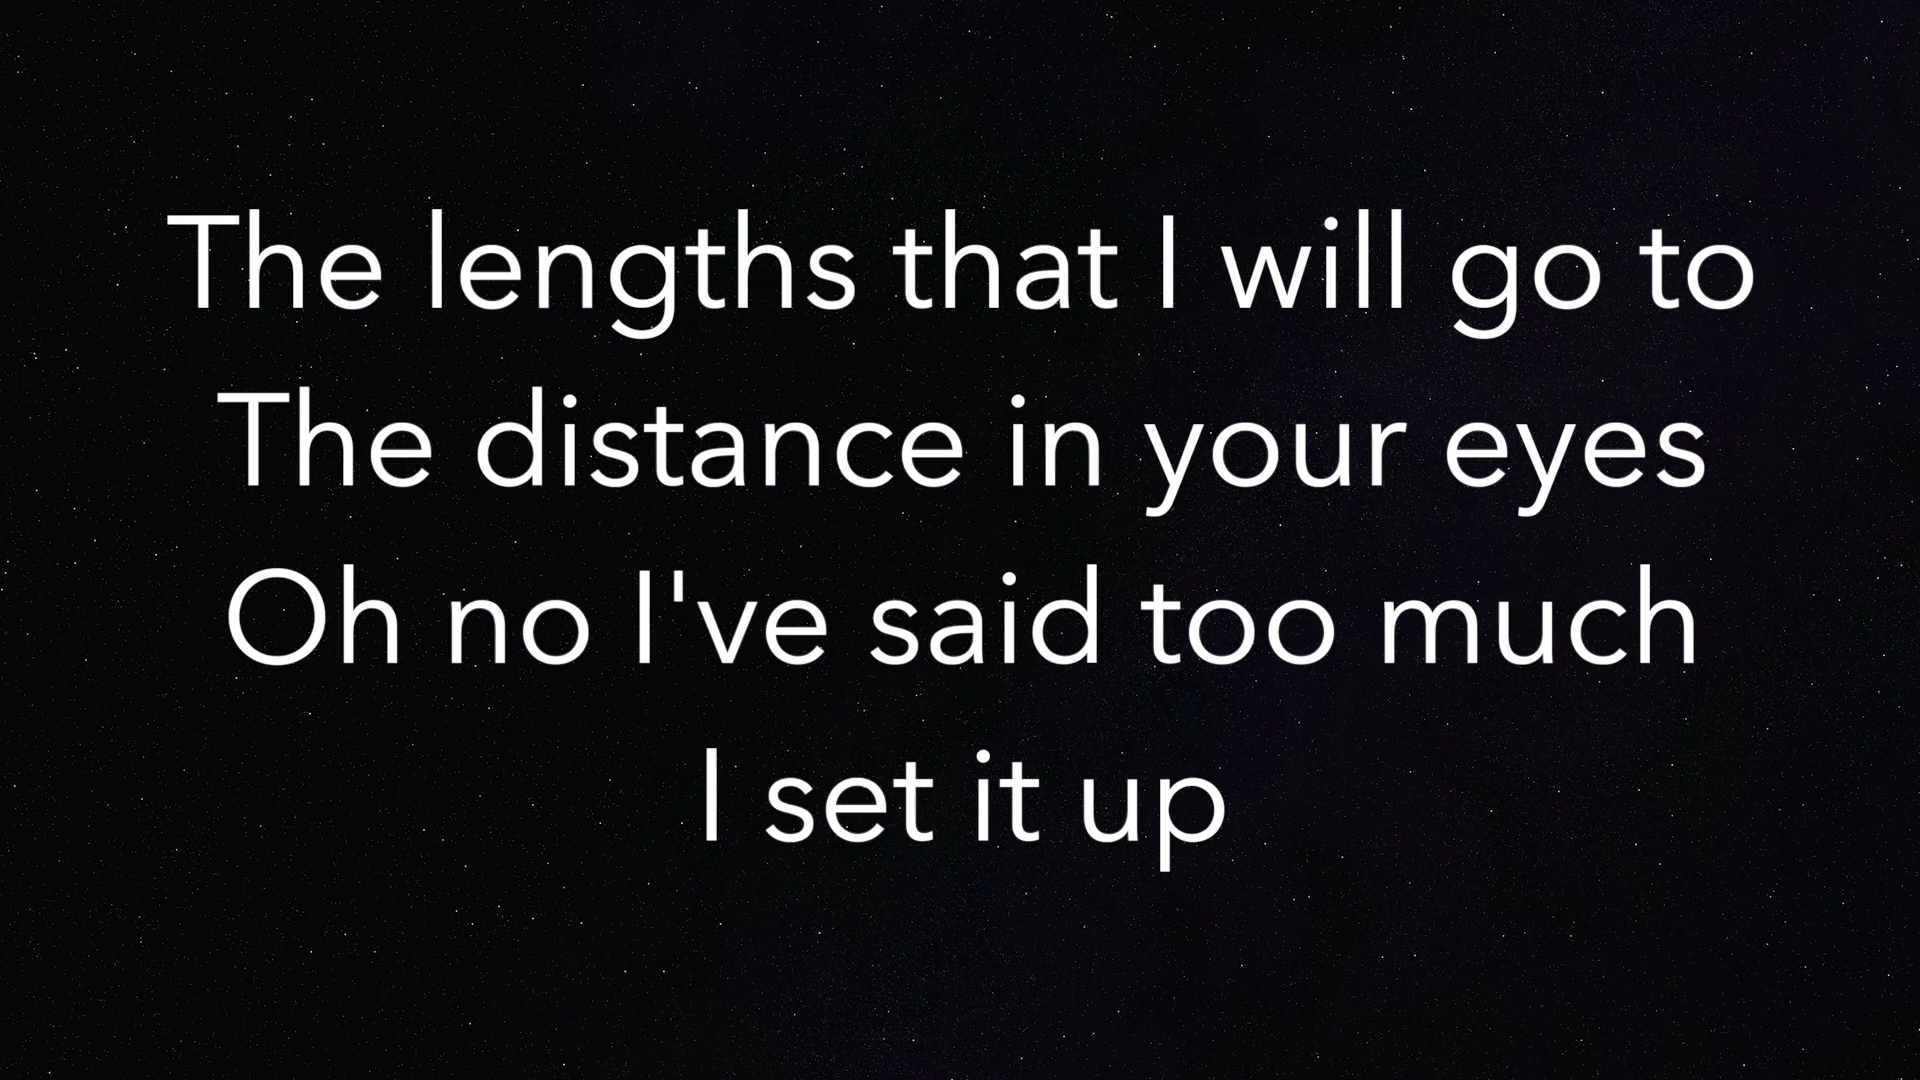 The lengths that I will go to
The distance in your eyes
Oh no I've said too much
I set it up